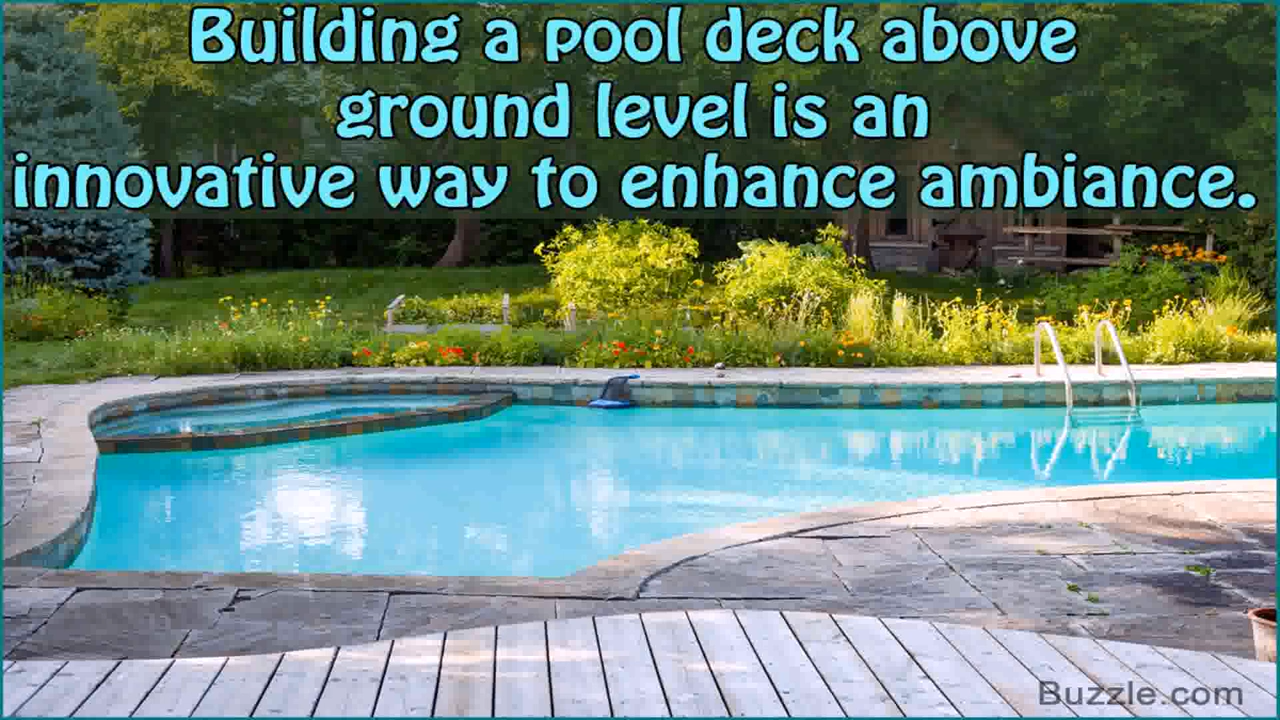 Building a pool deck above
ground level is an
innovative way to enhance ambiance.
Buzzle.com